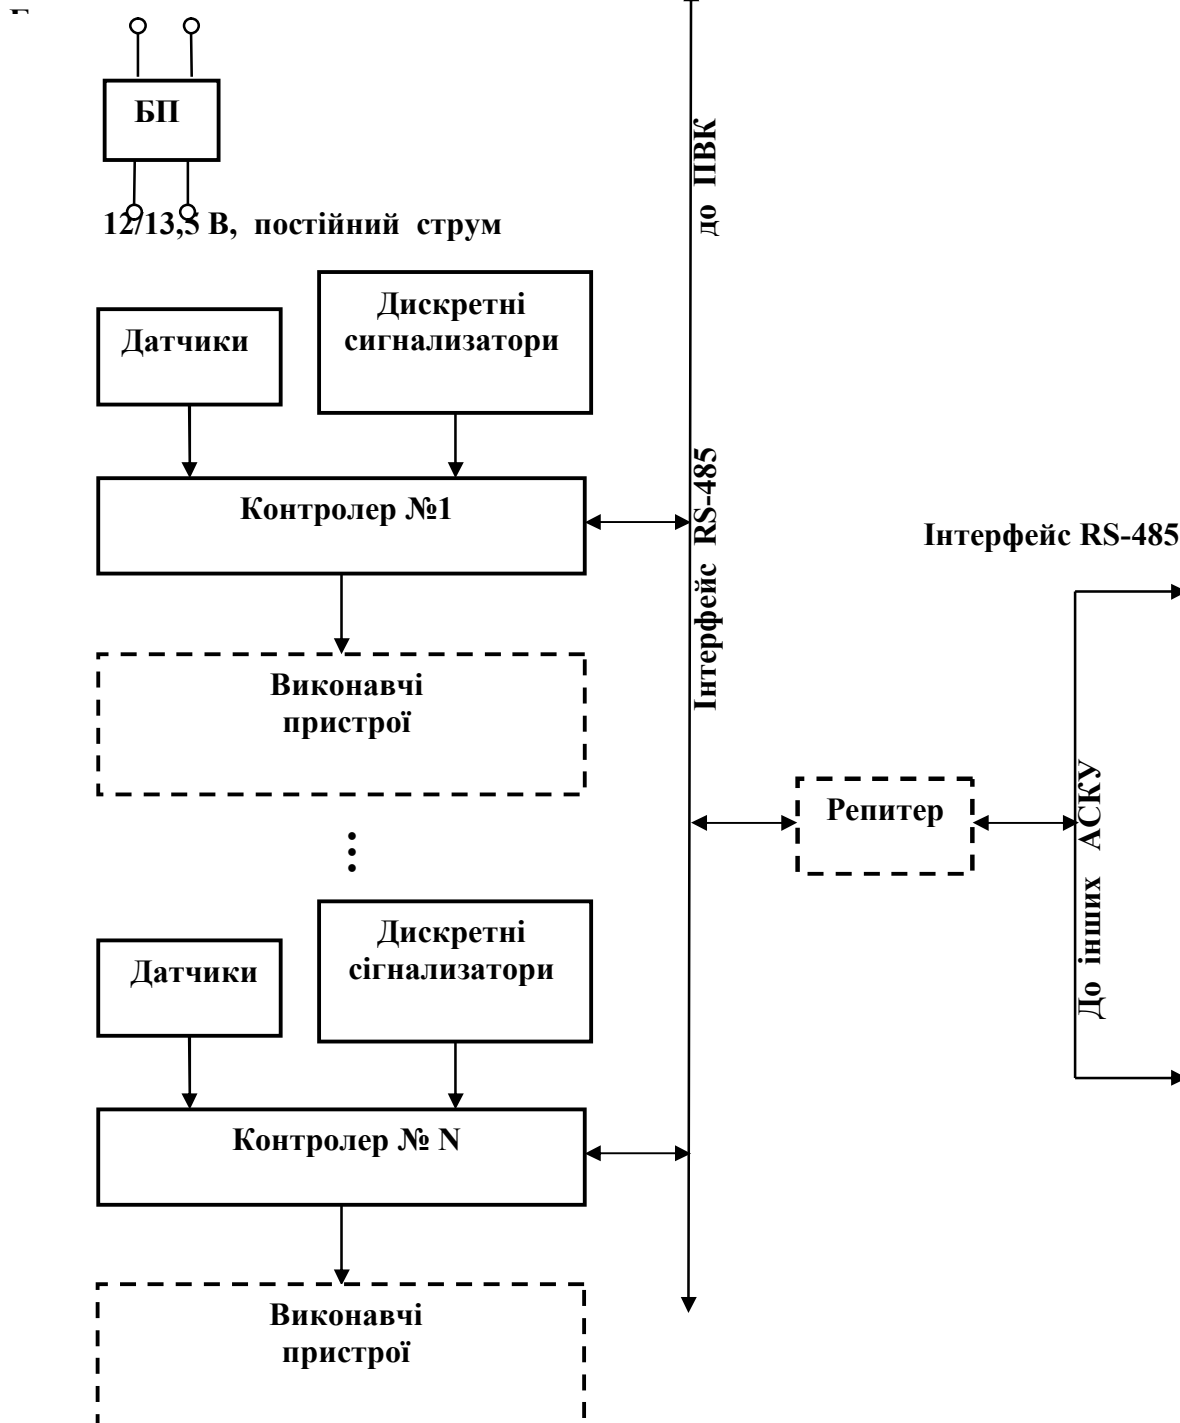 БП
12/13,5 В, постійний струм
до ПВК
Дискретні
сигнализатори
Датчики
Контролер №1
Інтерфейс RS-485
Інтерфейс RS-485
Виконавчі
пристрої
Репитер
До інших АСКУ
Дискретні
сігнализатори
Датчики
Контролер № N
Виконавчі
пристрої